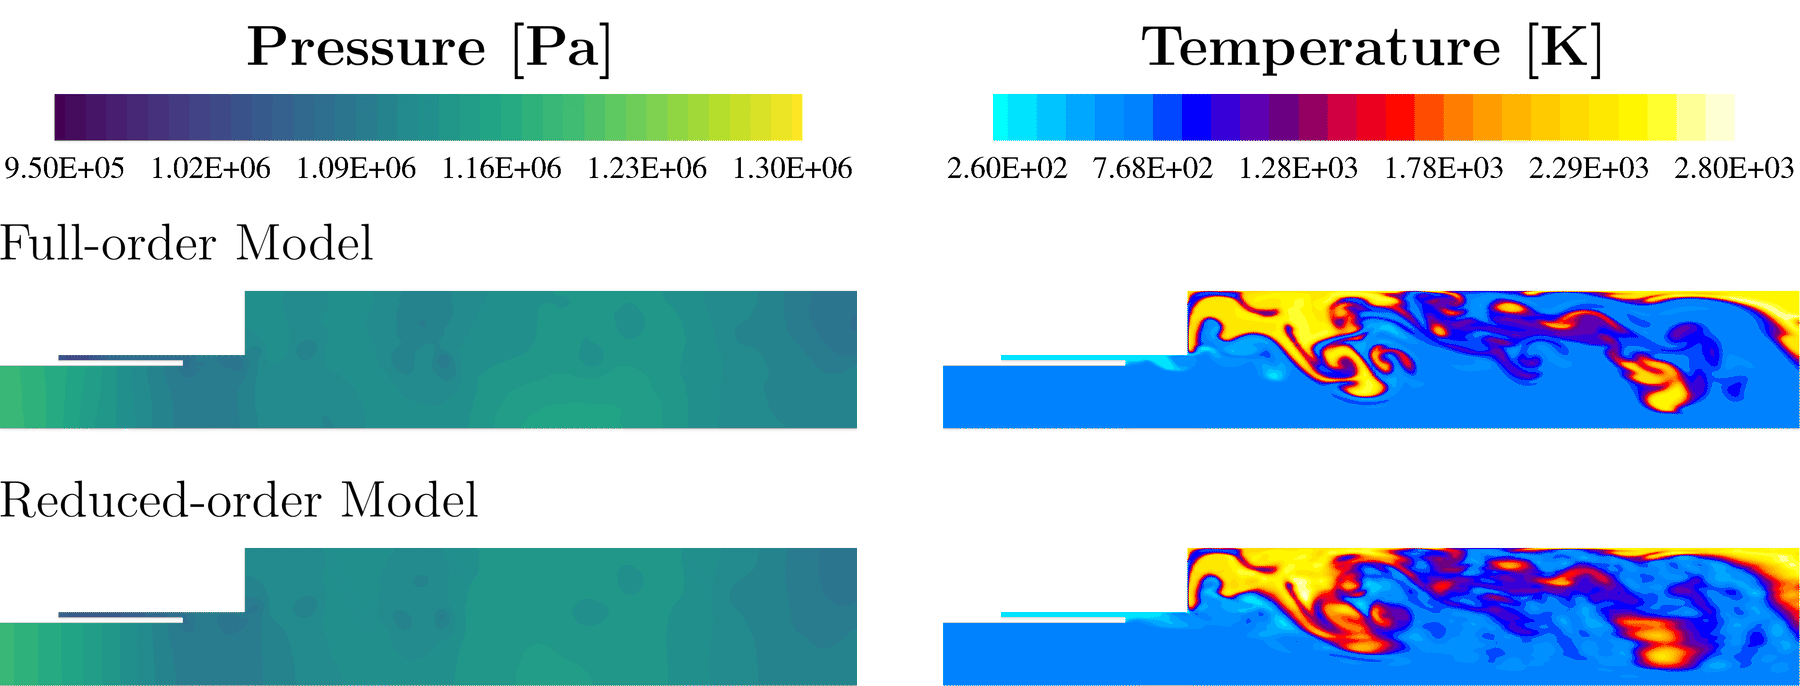 Pressure [Pa]
Temperature [K]
9.50E+05 1.02E+06 1.09E+06 1.16E+06 1.23E+06 1.30E+06
2.60E+02 7.68E+02 1.28E+03 1.78E+03 2.29E+03 2.80E+03
Full-order Model
Reduced-order Model